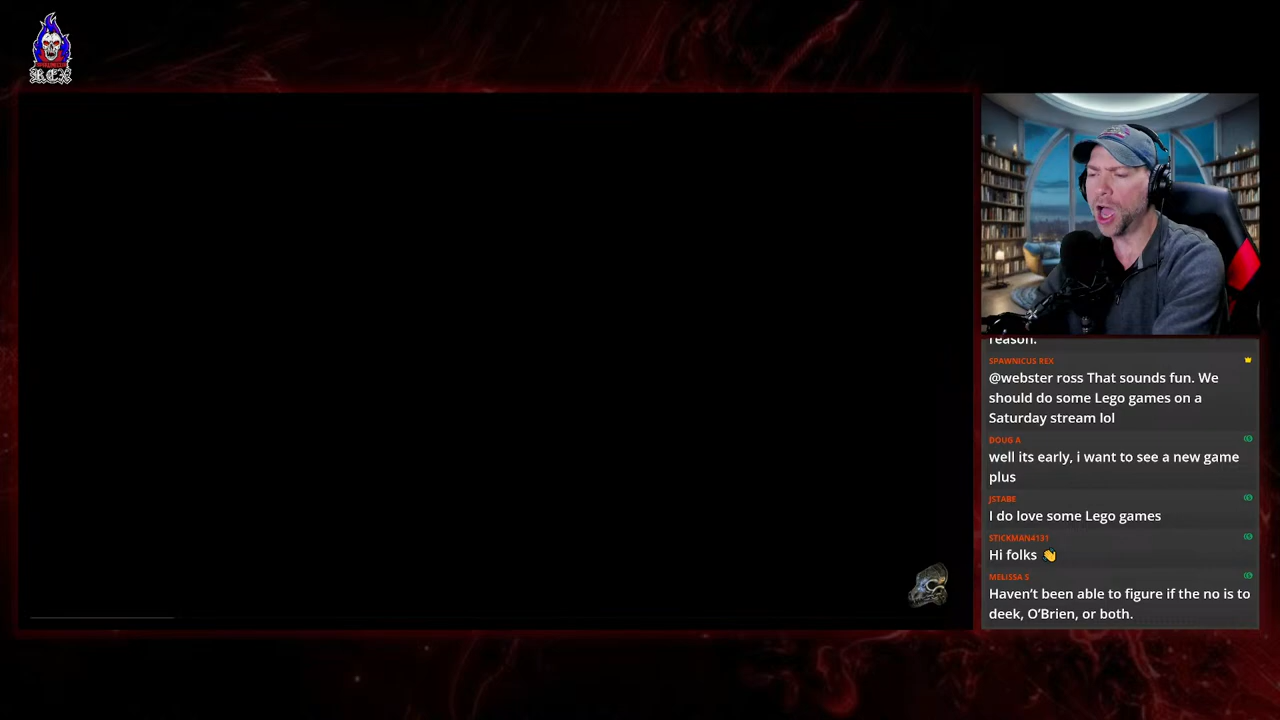 REX
reason.
SPAWNICUS REX
@webster ross That sounds fun. We
should do some Lego games on a
Saturday stream lol
DOUG A
well its early, i want to see a new game
plus
JSTABE
I do love some Lego games
STICKMAN4131
Hi folks 👋
MELISSA S
Haven’t been able to figure if the no is to
deek, O’Brien, or both.